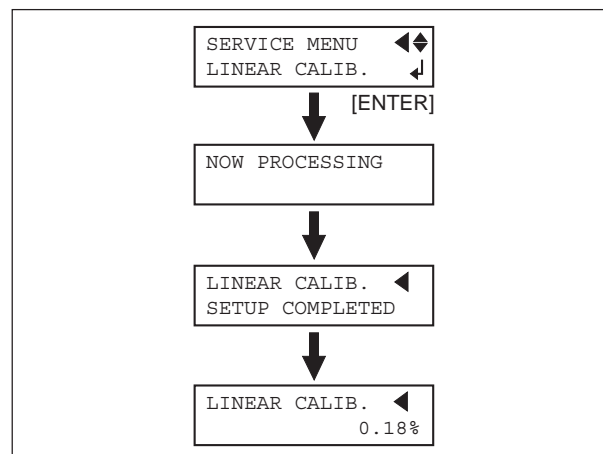 SERVICE MENU
LINEAR CALIB.
[ENTER]
NOW PROCESSING
LINEAR CALIB.
SETUP COMPLETED
LINEAR CALIB.
0.18%